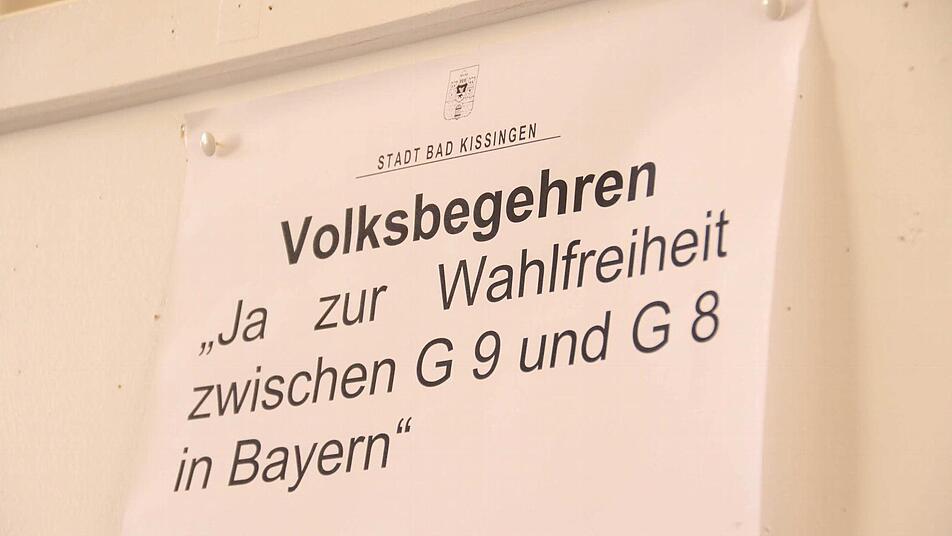 STADT BAD KISSINGEN
Volksbegehren
„Ja zur Wahlfreiheit
zwischen G 9 und G 8
in Bayern“